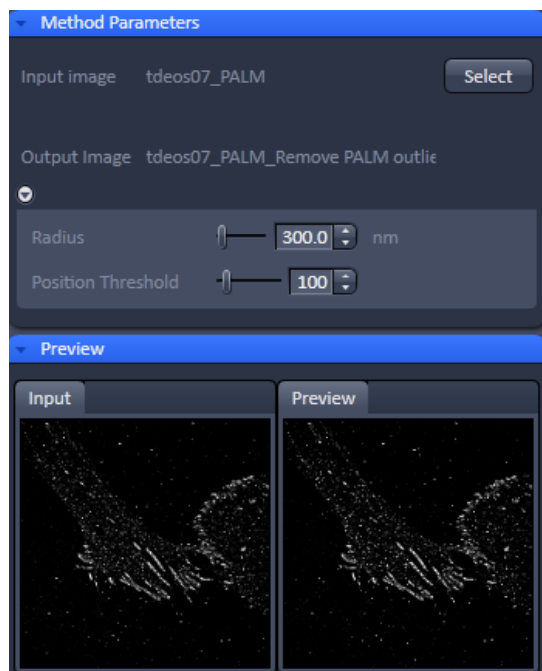 Method Parameters
Input image tdeos07_PALM Select
Output Image tdeos07_PALM_Remove PALM outlie
Radius 300.0 nm
Position Threshold 100
Preview
Input Preview